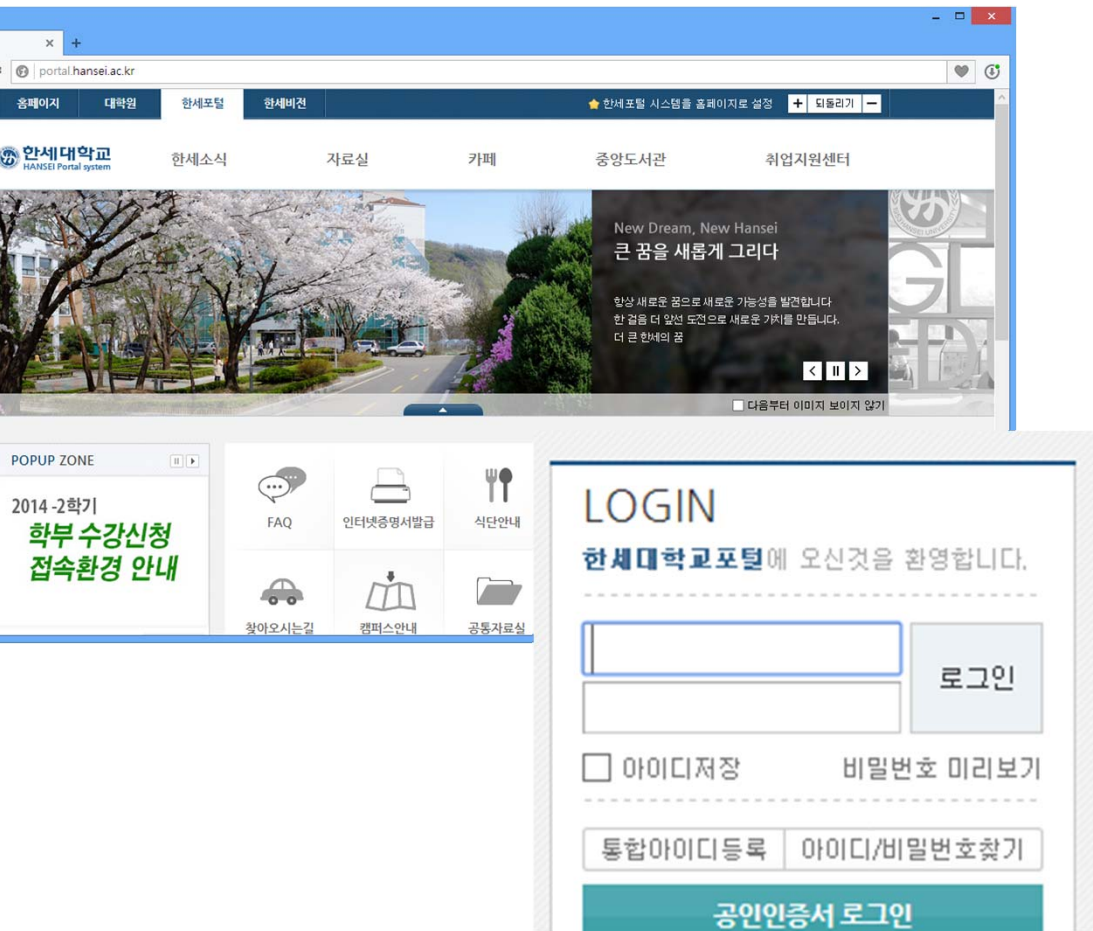 portal.hansei.ac.kr
홈페이지 대학원 한세포털 한세비전 한세포털 시스템을 홈페이지로 설정 + 되돌리기 −
한세대학교
HANSEI Portal system
한세소식 자료실 카페 중앙도서관 취업지원센터
New Dream, New Hansei
큰 꿈을 새롭게 그리다
항상 새로운 꿈으로 새로운 가능성을 발견합니다
한 걸음 더 앞선 도전으로 새로운 가치를 만듭니다.
더 큰 한세의 꿈
다음부터 이미지 보이지 않기
POPUP ZONE
2014 -2학기
학부 수강신청
접속환경 안내
FAQ 인터넷증명서발급 식단안내
찾아오시는길 캠퍼스안내 공통자료실
LOGIN
한세대학교포털에 오신것을 환영합니다.
로그인
아이디저장 비밀번호 미리보기
통합아이디등록 아이디/비밀번호찾기
공인인증서 로그인